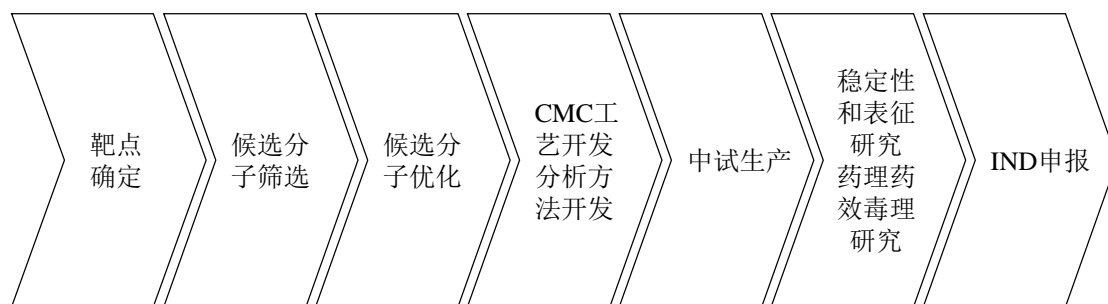 靶点
确定
候选分
子筛选
候选分
子优化
CMC工
艺开发
分析方
法开发
中试生产
稳定性
和表征
研究
药理药
效毒理
研究
IND申报